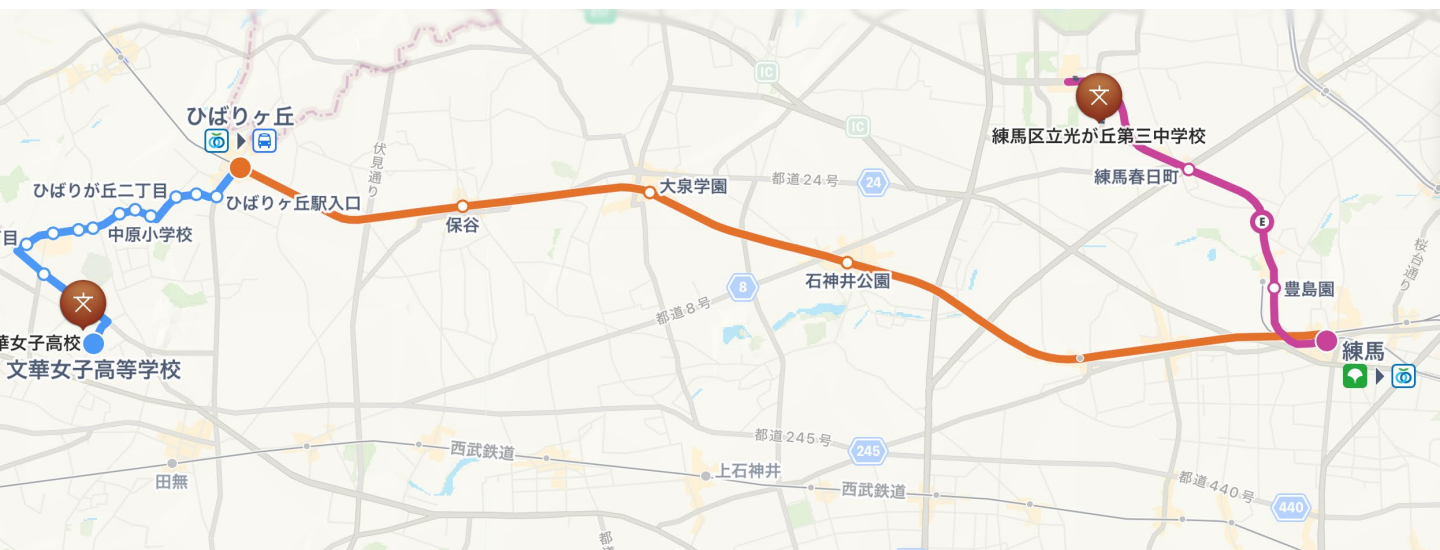 IC
ひばりヶ丘
伏見通り
IC
文
練馬区立光が丘第三中学校
練馬春日町
都道24号
24
大泉学園
ひばりが丘二丁目
ひばりヶ丘駅入口
保谷
中原小学校
目
E
桜台通り
石神井公園
8
都道8号
豊島園
文
華女子高校
文華女子高等学校
練馬
都道245号
245
西武鉄道
上石神井
田無
西武鉄道
都道440号
440
都